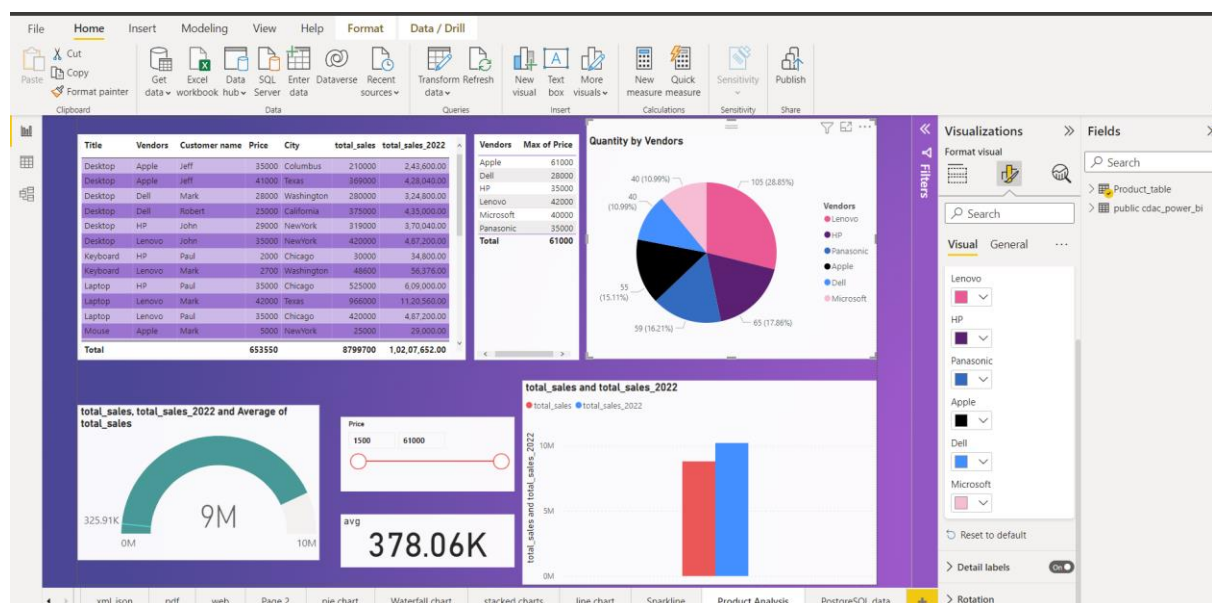 File Home Insert Modeling View Help Format Data / Drill
Paste
Cut
Copy
Format painter
Get data
Excel workbook
Data hub
SQL Server
Enter data
Dataverse
Recent sources
Transform data
Refresh
New visual
Text box
More visuals
New measure
Quick measure
Sensitivity
Publish
Clipboard Data Queries Insert Calculations Sensitivity Share
Title Vendors Customer name Price City total_sales total_sales_2022
Desktop Apple Jeff 35000 Columbus 210000 2,43,600.00
Desktop Apple Jeff 41000 Texas 369000 4,28,040.00
Desktop Dell Mark 28000 Washington 280000 3,24,800.00
Desktop Dell Robert 25000 California 375000 4,35,000.00
Desktop HP John 29000 NewYork 319000 3,70,040.00
Desktop Lenovo John 35000 NewYork 420000 4,87,200.00
Keyboard HP Paul 2000 Chicago 30000 34,800.00
Keyboard Lenovo Mark 2700 Washington 48600 56,376.00
Laptop HP Paul 35000 Chicago 525000 6,09,000.00
Laptop Lenovo Mark 42000 Texas 966000 11,20,560.00
Laptop Lenovo Paul 35000 Chicago 420000 4,87,200.00
Mouse Apple Mark 5000 NewYork 25000 29,000.00
Total 653550 8799700 1,02,07,652.00
Vendors Max of Price
Apple 61000
Dell 28000
HP 35000
Lenovo 42000
Microsoft 40000
Panasonic 35000
Total 61000
Quantity by Vendors
40 (10.99%)
105 (28.85%)
40
(10.99%)
55
(15.11%)
59 (16.21%)
65 (17.86%)
Vendors
Lenovo
HP
Panasonic
Apple
Dell
Microsoft
total_sales, total_sales_2022 and Average of
total_sales
325.91K
9M
0M
10M
Price
1500 61000
avg
378.06K
total_sales and total_sales_2022
total_sales total_sales_2022
total_sales and total_sales_2022
10M
5M
0M
Filters
Visualizations
Format visual
Search
Visual General
Lenovo
HP
Panasonic
Apple
Dell
Microsoft
Reset to default
Detail labels On
Rotation
Fields
Search
Product_table
public cdac_power_bi
xml json pdf web Page 2 pie chart Waterfall chart stacked charts line chart Sparkline Product Analysis PostgreSQL data